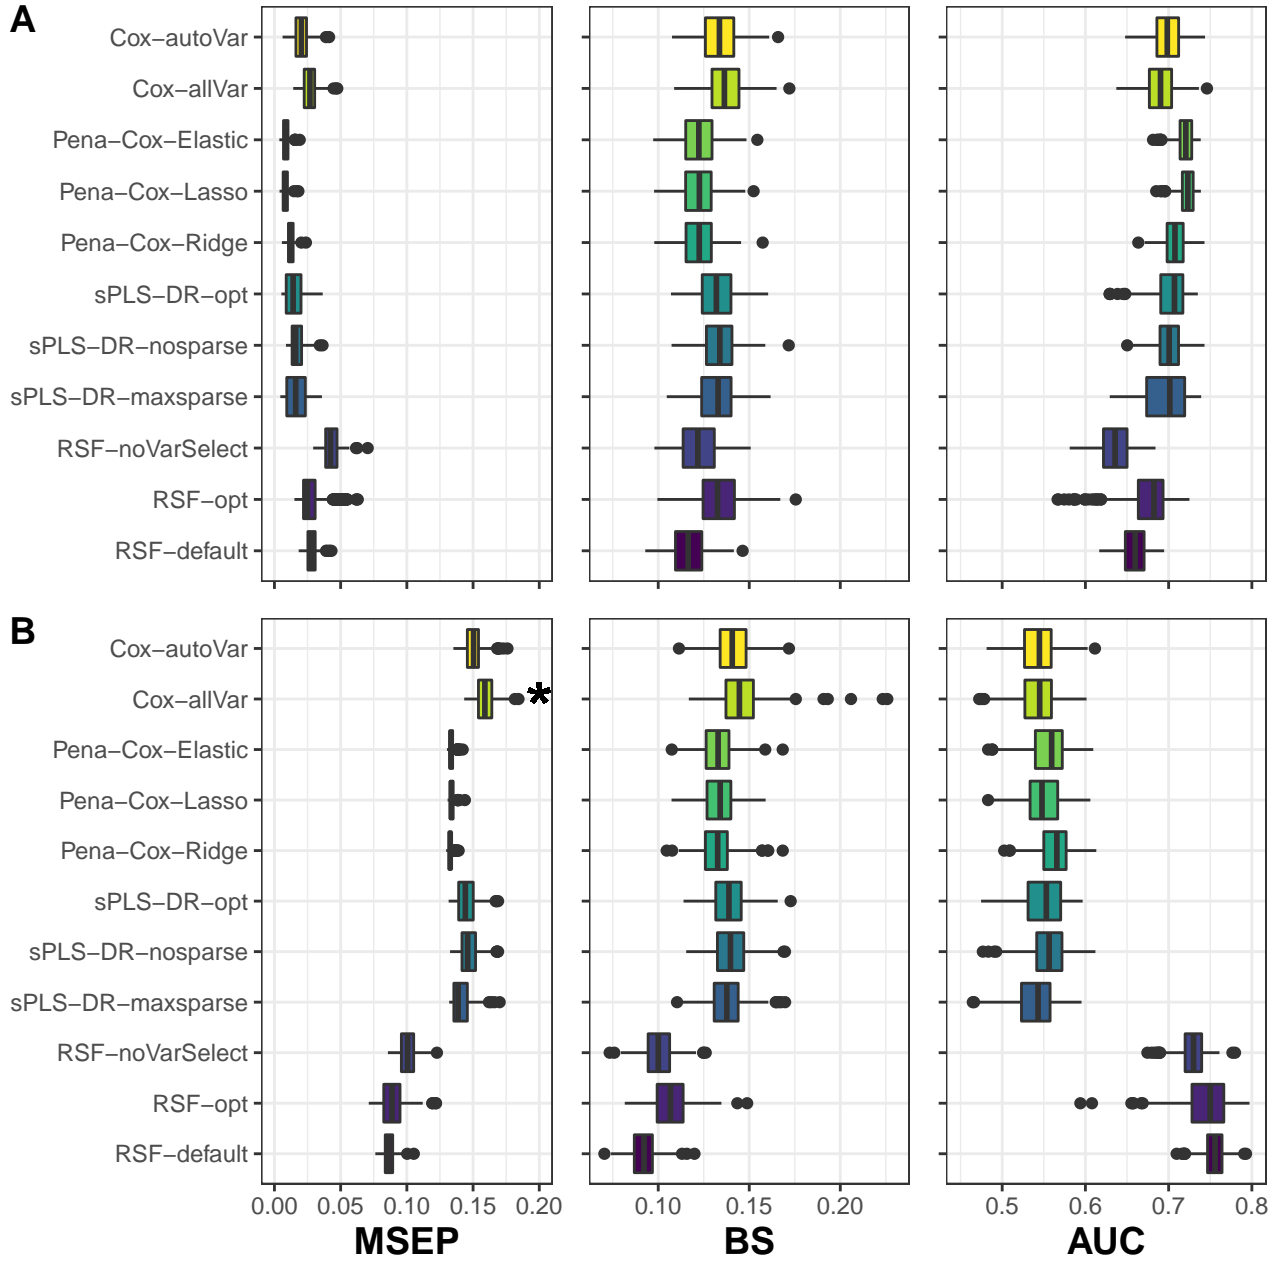 A
Cox−autoVar
Cox−allVar
Pena−Cox−Elastic
Pena−Cox−Lasso
Pena−Cox−Ridge
sPLS−DR−opt
sPLS−DR−nosparse
sPLS−DR−maxsparse
RSF−noVarSelect
RSF−opt
RSF−default
B
Cox−autoVar
Cox−allVar *
Pena−Cox−Elastic
Pena−Cox−Lasso
Pena−Cox−Ridge
sPLS−DR−opt
sPLS−DR−nosparse
sPLS−DR−maxsparse
RSF−noVarSelect
RSF−opt
RSF−default
0.00 0.05 0.10 0.15 0.20 0.10 0.15 0.20 0.5 0.6 0.7 0.8
MSEP BS AUC